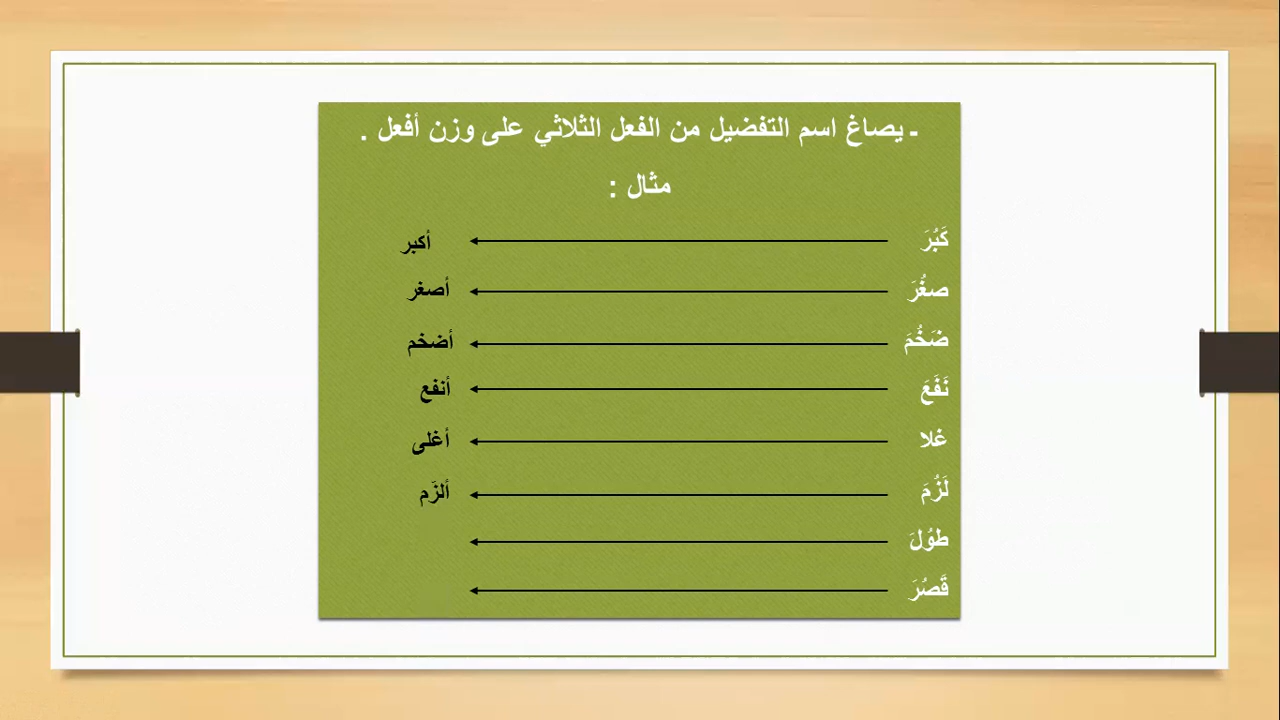 ـ يصاغ اسم التفضيل من الفعل الثلاثي على وزن أفعل .
مثال :
كَبُرَ أكبر
صغُرَ أصغر
ضَخُمَ أضخم
نَفَعَ أنفع
غلا أغلى
لَزُمَ ألزَم
طوُلَ
قَصُرَ